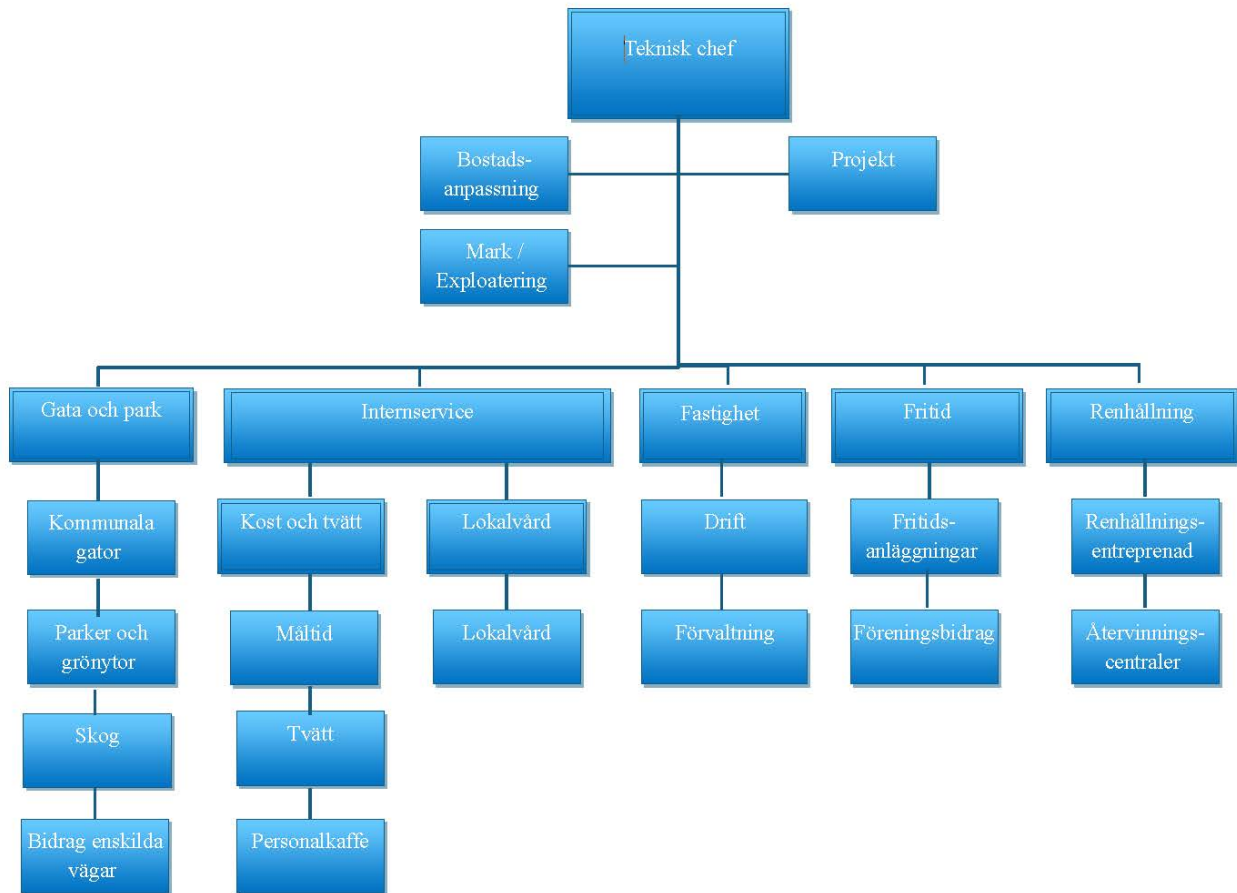 Teknisk chef
Bostads-
anpassning
Projekt
Mark /
Exploatering
Gata och park
Internservice
Fastighet
Fritid
Renhållning
Kommunala
gator
Kost och tvätt
Lokalvård
Drift
Fritids-
anläggningar
Renhållnings-
entreprenad
Parker och
grönytor
Måltid
Lokalvård
Förvaltning
Föreningsbidrag
Återvinnings-
centraler
Skog
Tvätt
Bidrag enskilda
vägar
Personalkaffe